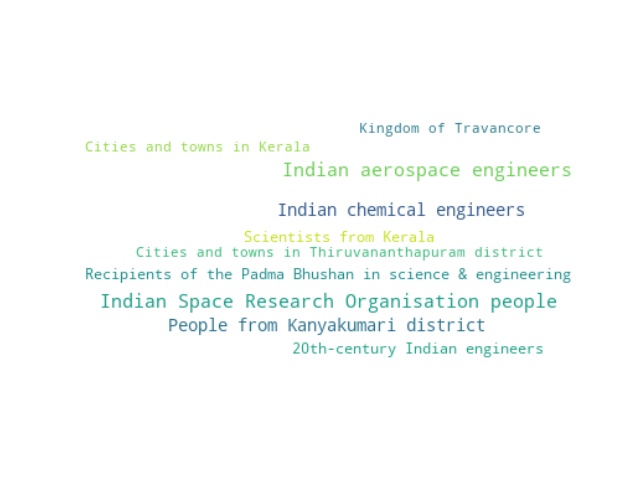 Kingdom of Travancore
Cities and towns in Kerala
Indian aerospace engineers
Indian chemical engineers
Scientists from Kerala
Cities and towns in Thiruvananthapuram district
Recipients of the Padma Bhushan in science & engineering
Indian Space Research Organisation people
People from Kanyakumari district
20th-century Indian engineers